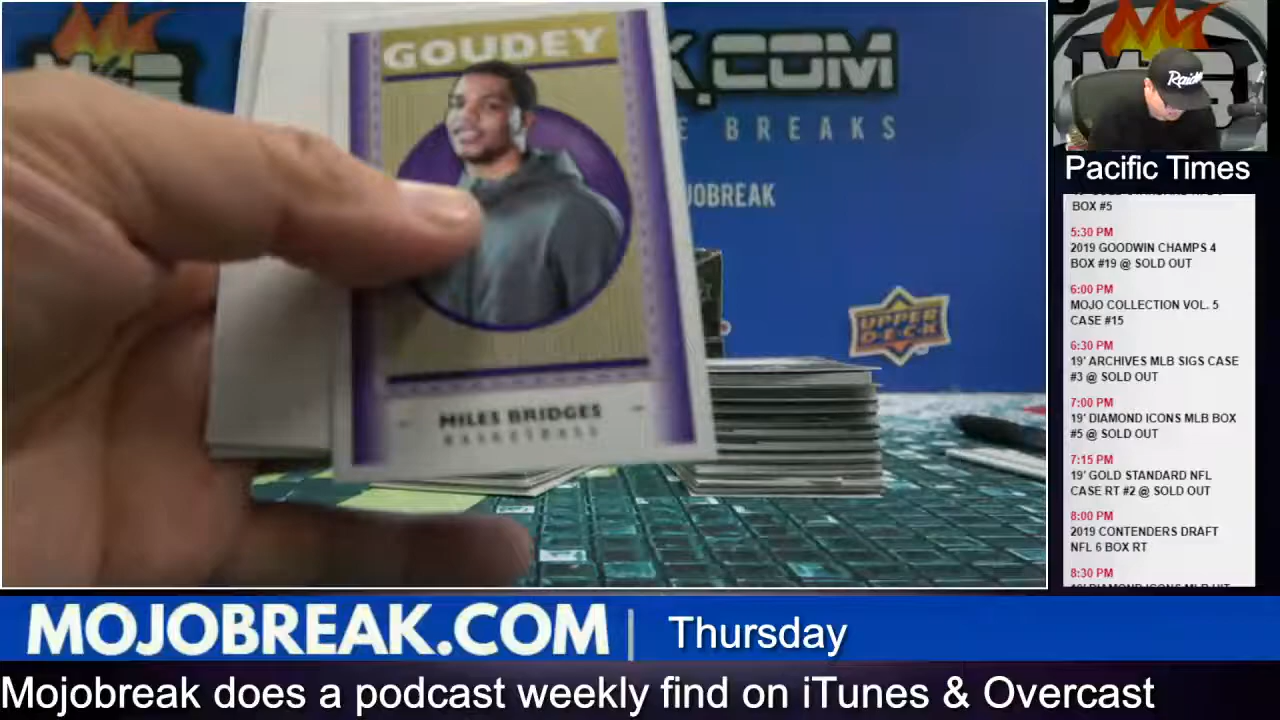 GOUDEY
K.COM
E BREAKS
OJOBREAK
UPPER
DECK
MILES BRIDGES
BASKETBALL
Raiders
Pacific Times
BOX #5
5:30 PM
2019 GOODWIN CHAMPS 4
BOX #19 @ SOLD OUT
6:00 PM
MOJO COLLECTION VOL. 5
CASE #15
6:30 PM
19' ARCHIVES MLB SIGS CASE
#3 @ SOLD OUT
7:00 PM
19' DIAMOND ICONS MLB BOX
#5 @ SOLD OUT
7:15 PM
19' GOLD STANDARD NFL
CASE RT #2 @ SOLD OUT
8:00 PM
2019 CONTENDERS DRAFT
NFL 6 BOX RT
8:30 PM
MOJOBREAK.COM
Thursday
Mojobreak does a podcast weekly find on iTunes & Overcast